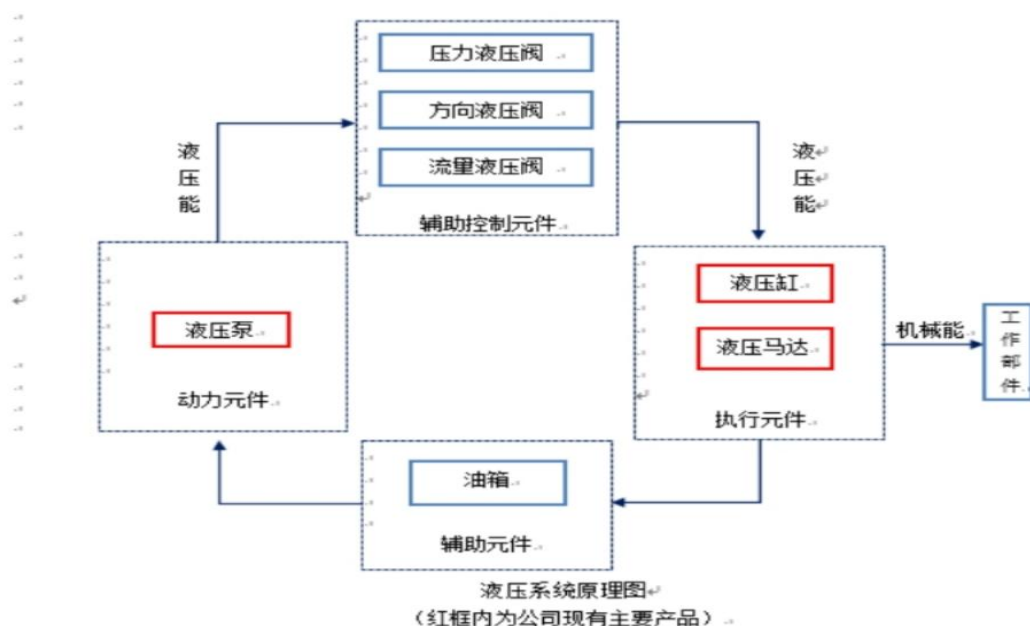 压力液压阀
方向液压阀
流量液压阀
辅助控制元件
液
压
能
液
压
能
液压泵
动力元件
液压缸
液压马达
执行元件
机械能
工
作
部
件
油箱
辅助元件
液压系统原理图
（红框内为公司现有主要产品）